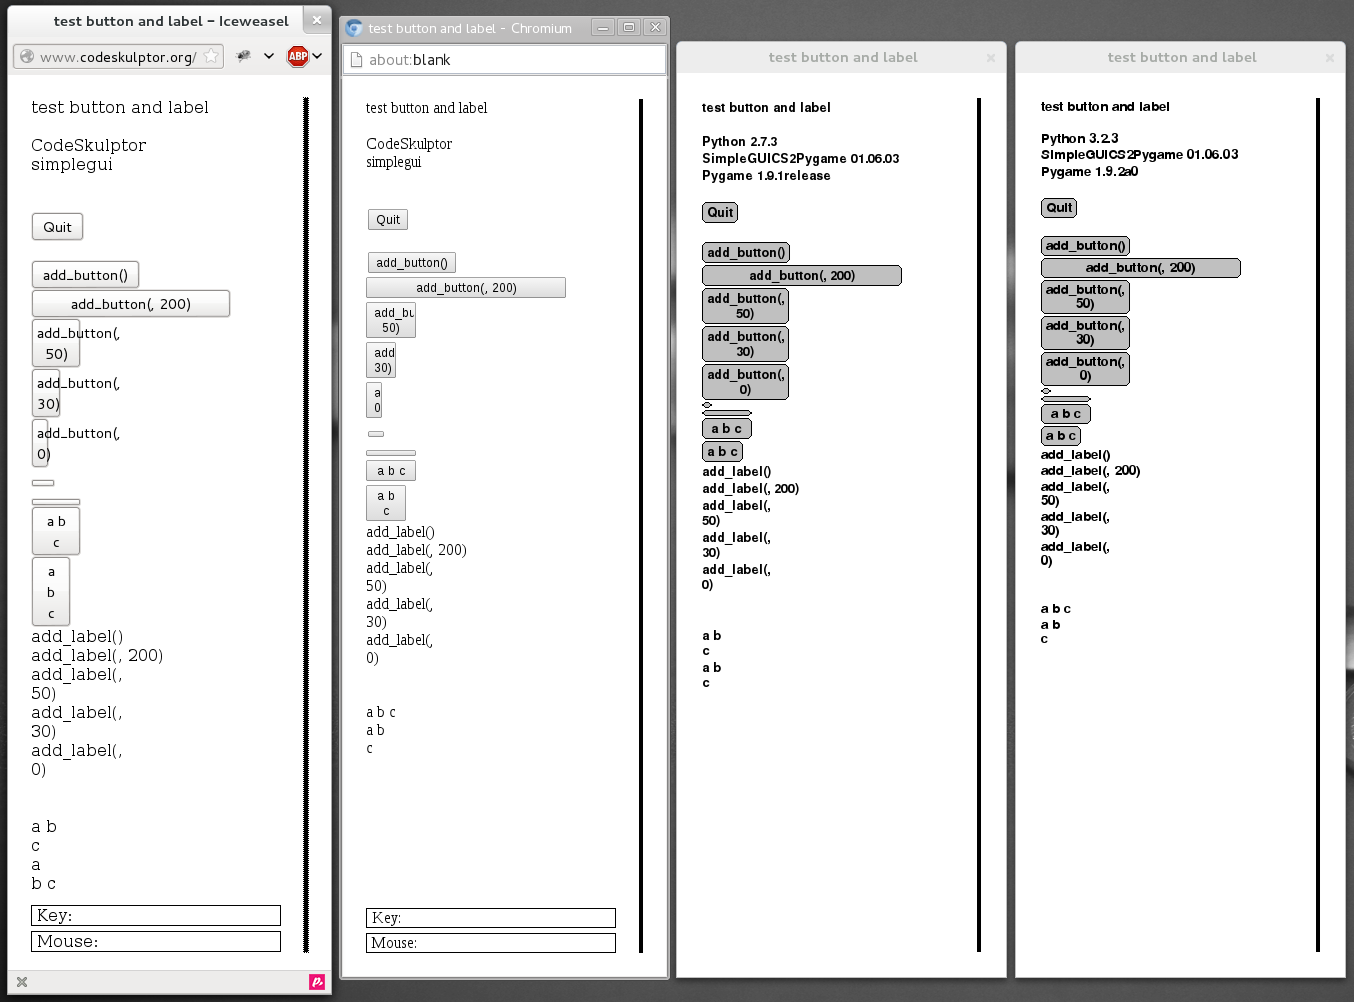 test button and label - Iceweasel
www.codeskulptor.org/
ABP
test button and label
CodeSkulptor
simplegui
Quit
add_button()
add_button(, 200)
add_button(,
50)
add_button(,
30)
add_button(,
0)
a b
c
a
b
c
add_label()
add_label(, 200)
add_label(,
50)
add_label(,
30)
add_label(,
0)
a b
c
a
b c
Key:
Mouse:
test button and label - Chromium
about:blank
test button and label
CodeSkulptor
simplegui
Quit
add_button()
add_button(, 200)
add_bu
50)
add
30)
a
0
a b c
a b
c
add_label()
add_label(, 200)
add_label(,
50)
add_label(,
30)
add_label(,
0)
a b c
a b
c
Key:
Mouse:
test button and label
test button and label
Python 2.7.3
SimpleGUICS2Pygame 01.06.03
Pygame 1.9.1release
Quit
add_button()
add_button(, 200)
add_button(,
50)
add_button(,
30)
add_button(,
0)
a b c
a b c
add_label()
add_label(, 200)
add_label(,
50)
add_label(,
30)
add_label(,
0)
a b
c
a b
c
test button and label
test button and label
Python 3.2.3
SimpleGUICS2Pygame 01.06.03
Pygame 1.9.2a0
Quit
add_button()
add_button(, 200)
add_button(,
50)
add_button(,
30)
add_button(,
0)
a b c
a b c
add_label()
add_label(, 200)
add_label(,
50)
add_label(,
30)
add_label(,
0)
a b c
a b
c